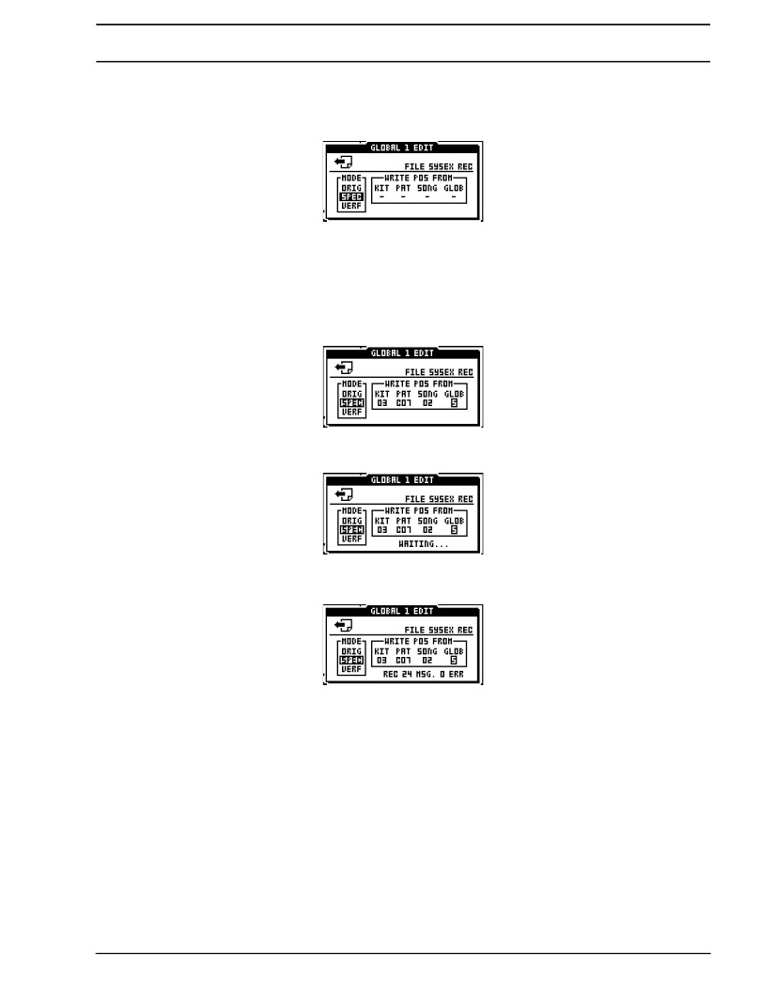 GLOBAL 1 EDIT
FILE SYSEX REC
MODE
ORIG
SPEC
VERF
WRITE POS FROM
KIT PAT SONG GLOB
- - - -
GLOBAL 1 EDIT
FILE SYSEX REC
MODE
ORIG
SPEC
VERF
WRITE POS FROM
KIT PAT SONG GLOB
03 C07 02 5
GLOBAL 1 EDIT
FILE SYSEX REC
MODE
ORIG
SPEC
VERF
WRITE POS FROM
KIT PAT SONG GLOB
03 C07 02 5
WAITING...
GLOBAL 1 EDIT
FILE SYSEX REC
MODE
ORIG
SPEC
VERF
WRITE POS FROM
KIT PAT SONG GLOB
03 C07 02 5
REC 24 MSG. 0 ERR